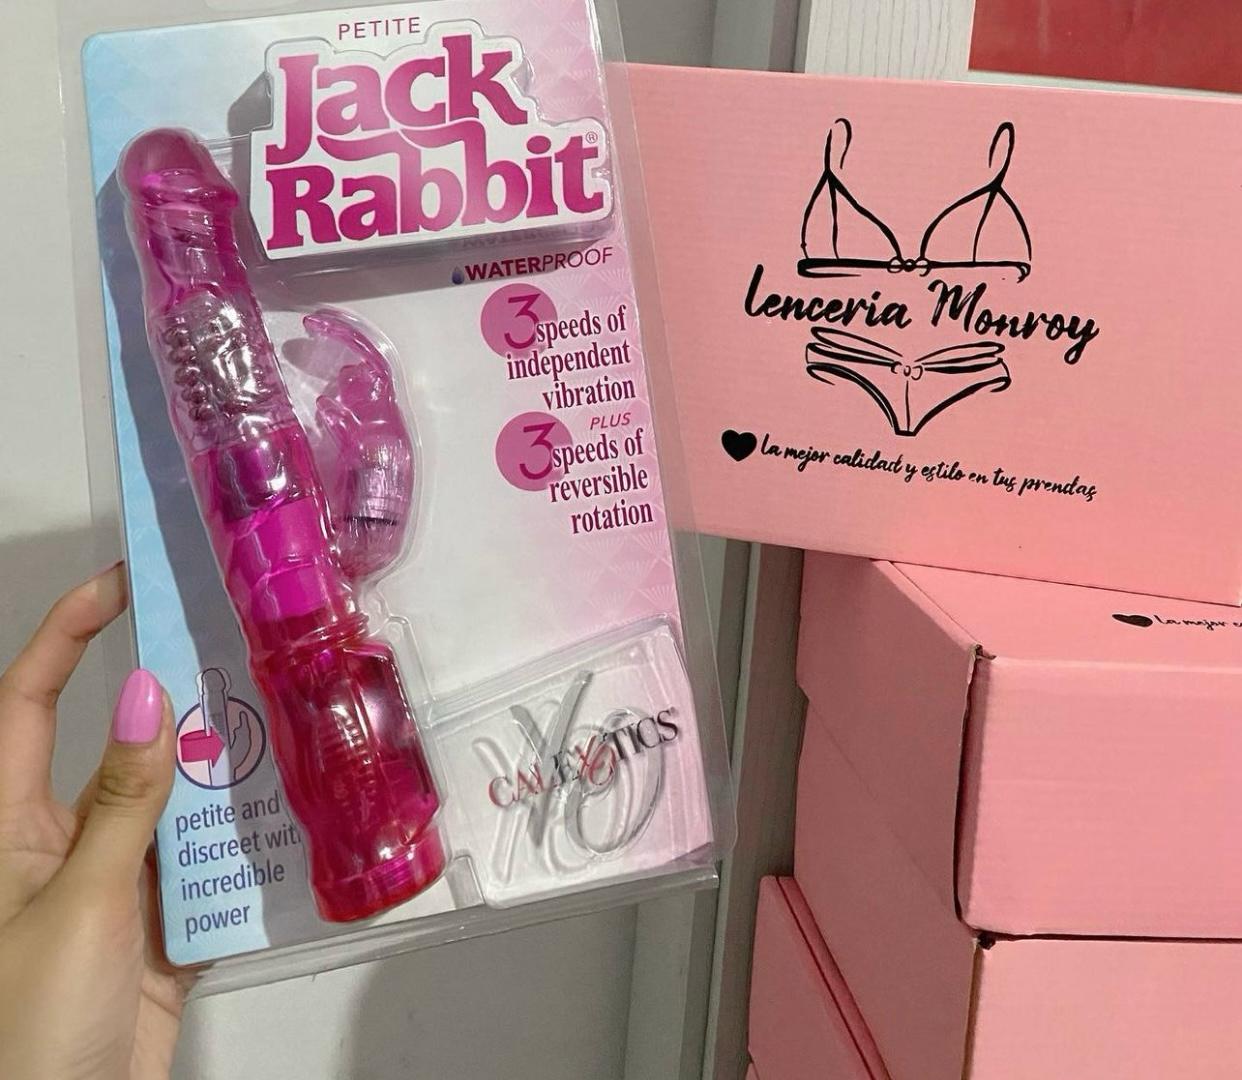 PETITE
Jack
Rabbit®
WATERPROOF
3 speeds of
independent
vibration
PLUS
3 speeds of
reversible
rotation
CALEXOTICS
petite and
discreet with
incredible
power
Lenceria Monroy
La mejor calidad y estilo en tus prendas
La mejor